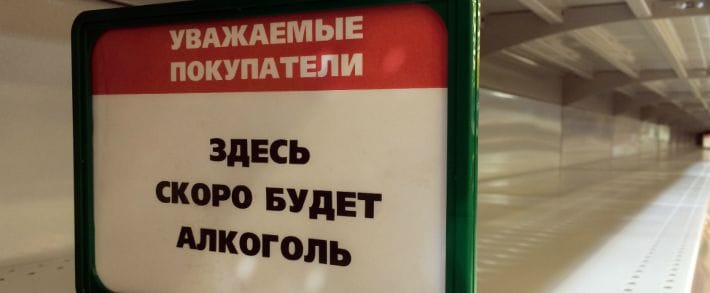 УВАЖАЕМЫЕ
ПОКУПАТЕЛИ
ЗДЕСЬ
СКОРО БУДЕТ
АЛКОГОЛЬ